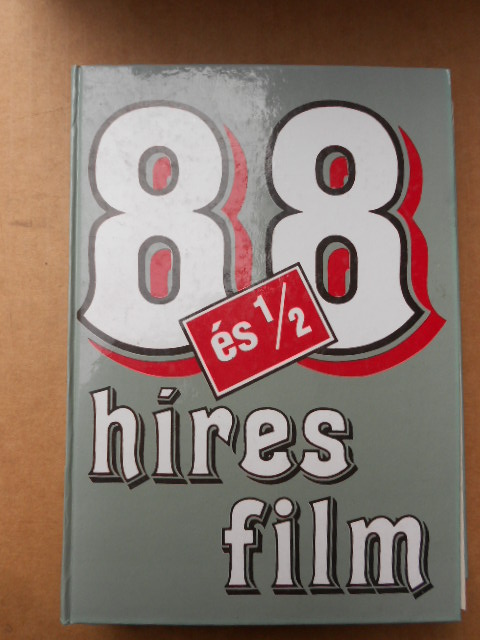 88
és 1/2
híres
film